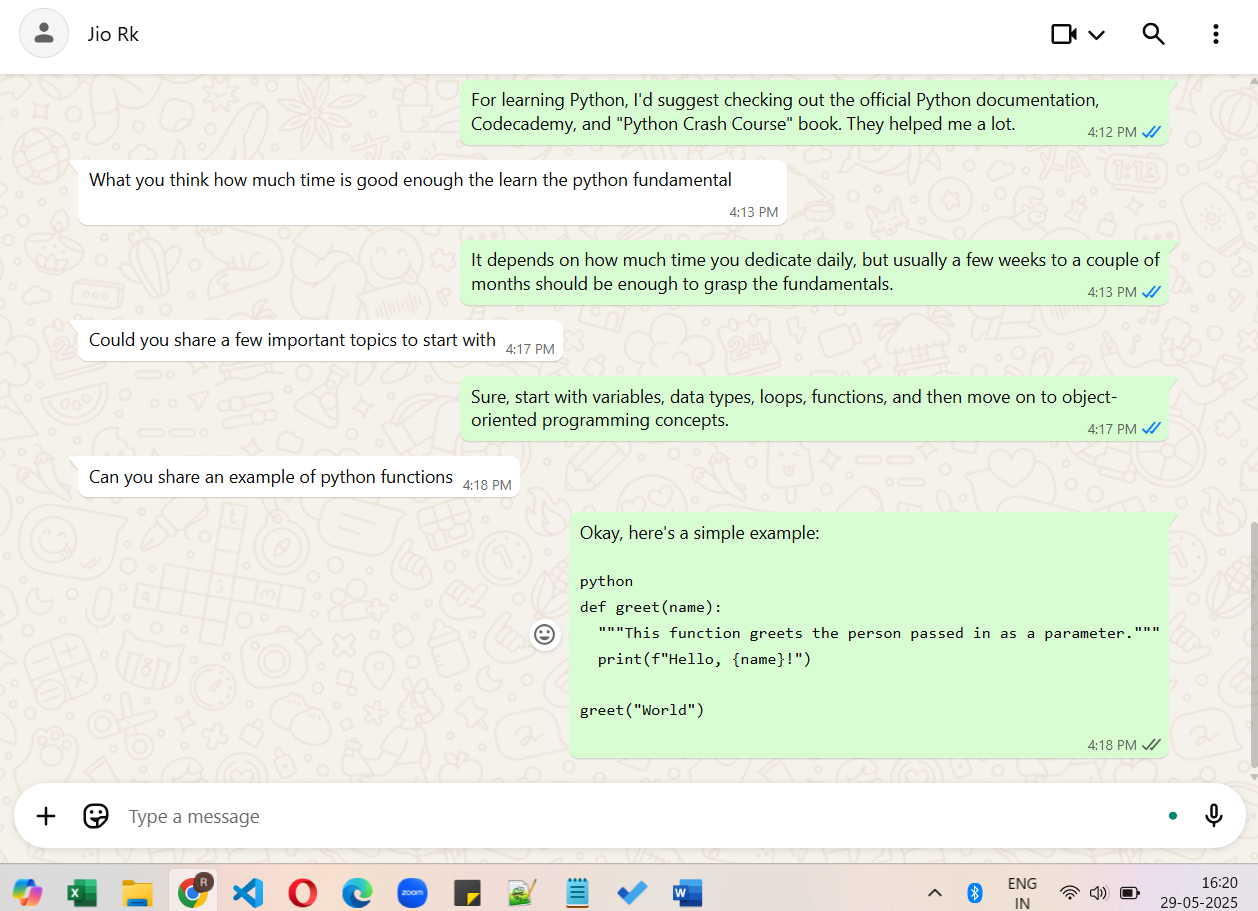 Jio Rk
For learning Python, I'd suggest checking out the official Python documentation,
Codecademy, and "Python Crash Course" book. They helped me a lot.
4:12 PM
What you think how much time is good enough the learn the python fundamental
4:13 PM
It depends on how much time you dedicate daily, but usually a few weeks to a couple of
months should be enough to grasp the fundamentals.
4:13 PM
Could you share a few important topics to start with
4:17 PM
Sure, start with variables, data types, loops, functions, and then move on to object-
oriented programming concepts.
4:17 PM
Can you share an example of python functions
4:18 PM
Okay, here's a simple example:
python
def greet(name):
  """This function greets the person passed in as a parameter."""
  print(f"Hello, {name}!")
greet("World")
4:18 PM
Type a message
R
zoom
ENG
IN
16:20
29-05-2025